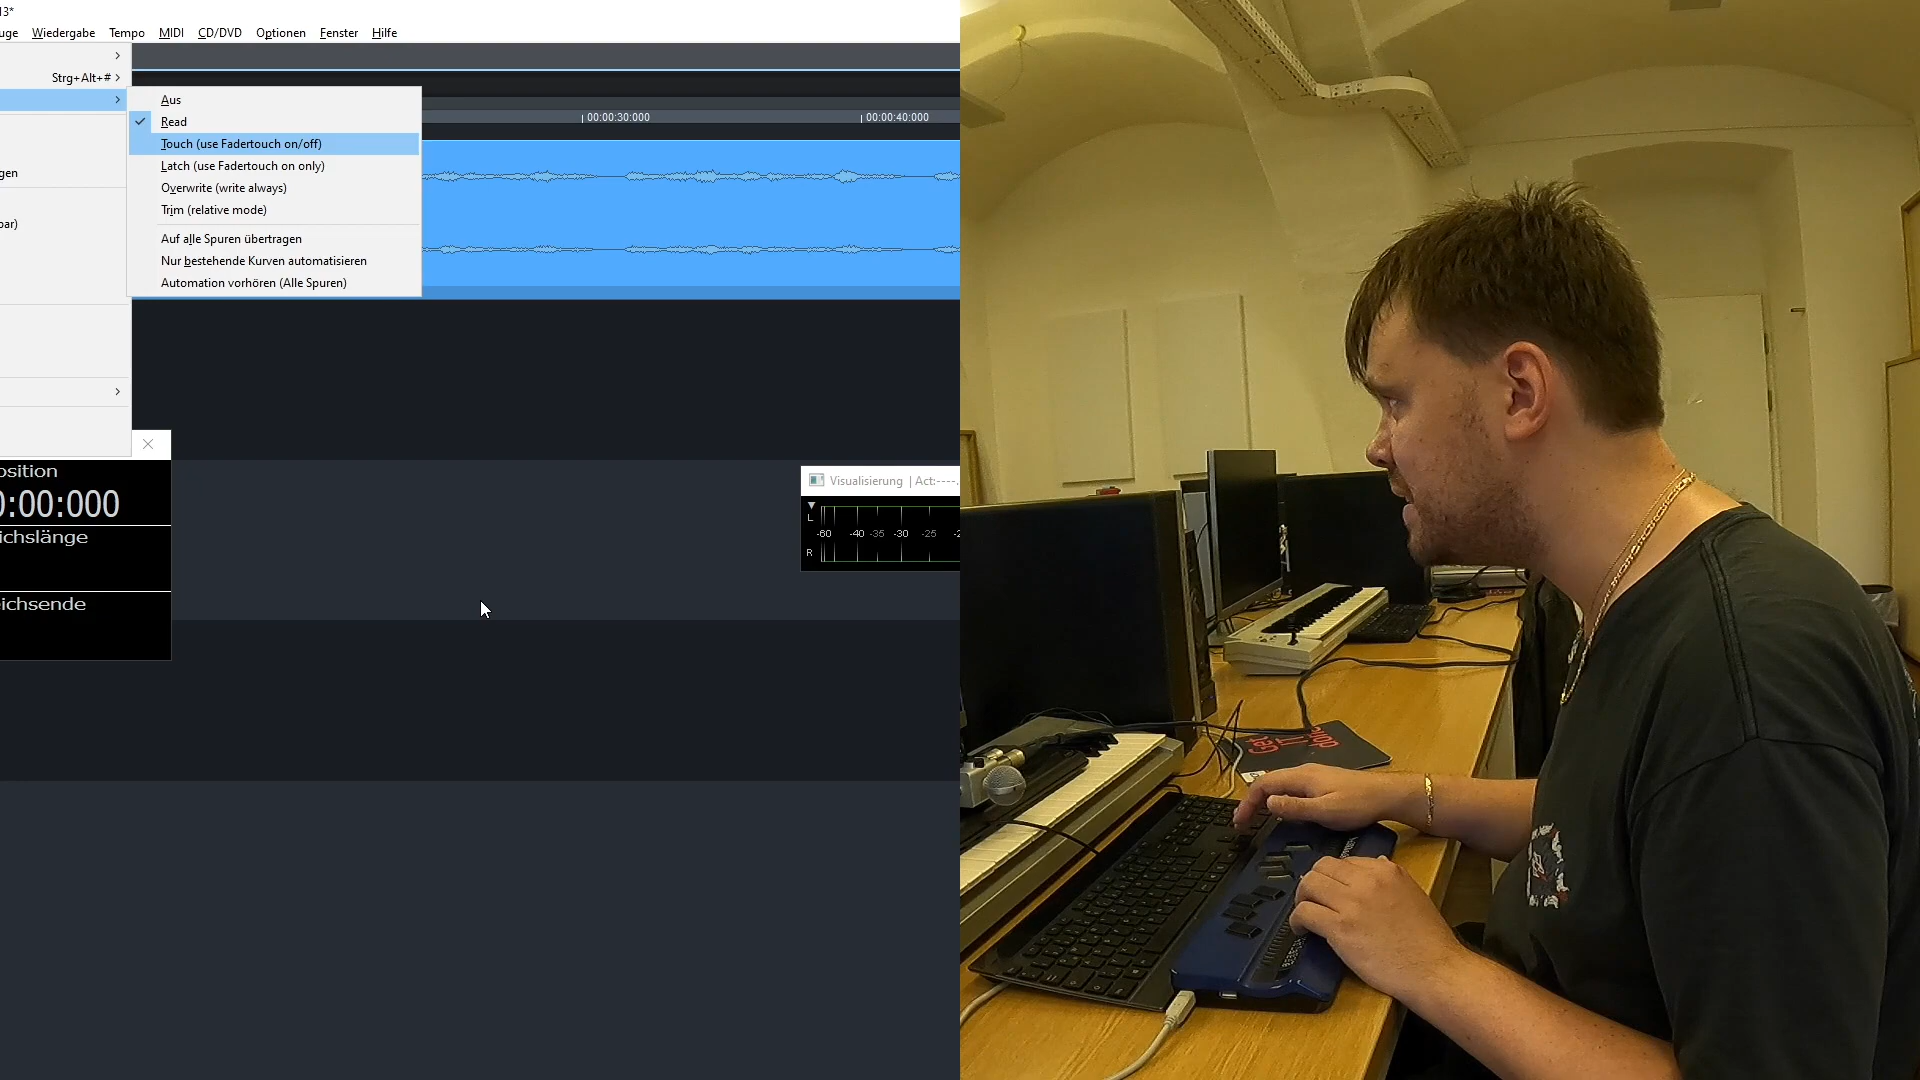 13*
uge Wiedergabe Tempo MIDI CD/DVD Optionen Fenster Hilfe
Strg+Alt+#
Aus
Read
Touch (use Fadertouch on/off)
Latch (use Fadertouch on only)
Overwrite (write always)
Trim (relative mode)
Auf alle Spuren übertragen
Nur bestehende Kurven automatisieren
Automation vorhören (Alle Spuren)
gen
bar)
00:00:30:000 00:00:40:000
osition
0:00:000
ichslänge
ichsende
Visualisierung | Act:----.
L
-60 -40 -35 -30 -25 -2
R